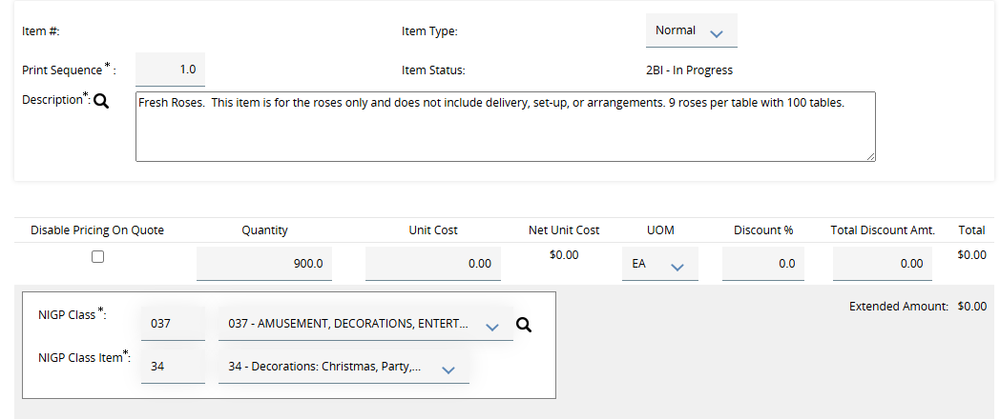 Item #: Item Type: Normal
Print Sequence*: 1.0 Item Status: 2BI - In Progress
Description*: Fresh Roses.  This item is for the roses only and does not include delivery, set-up, or arrangements. 9 roses per table with 100 tables.
Disable Pricing On Quote Quantity Unit Cost Net Unit Cost UOM Discount % Total Discount Amt. Total
900.0 0.00 $0.00 EA 0.0 0.00 $0.00
Extended Amount: $0.00
NIGP Class*: 037 037 - AMUSEMENT, DECORATIONS, ENTERT...
NIGP Class Item*: 34 34 - Decorations: Christmas, Party,...